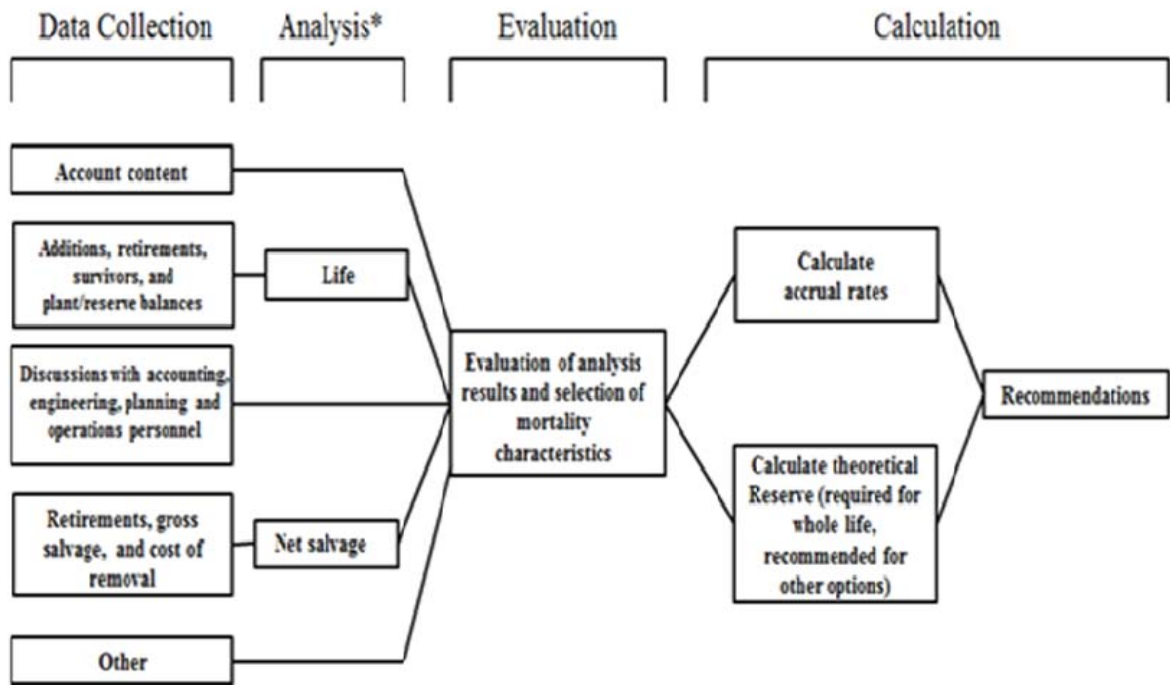 Data Collection
Analysis*
Evaluation
Calculation
Account content
Additions, retirements,
survivors, and
plant/reserve balances
Life
Discussions with accounting,
engineering, planning and
operations personnel
Retirements, gross
salvage, and cost of
removal
Net salvage
Other
Evaluation of analysis
results and selection of
mortality
characteristics
Calculate
accrual rates
Calculate theoretical
Reserve (required for
whole life,
recommended for
other options)
Recommendations